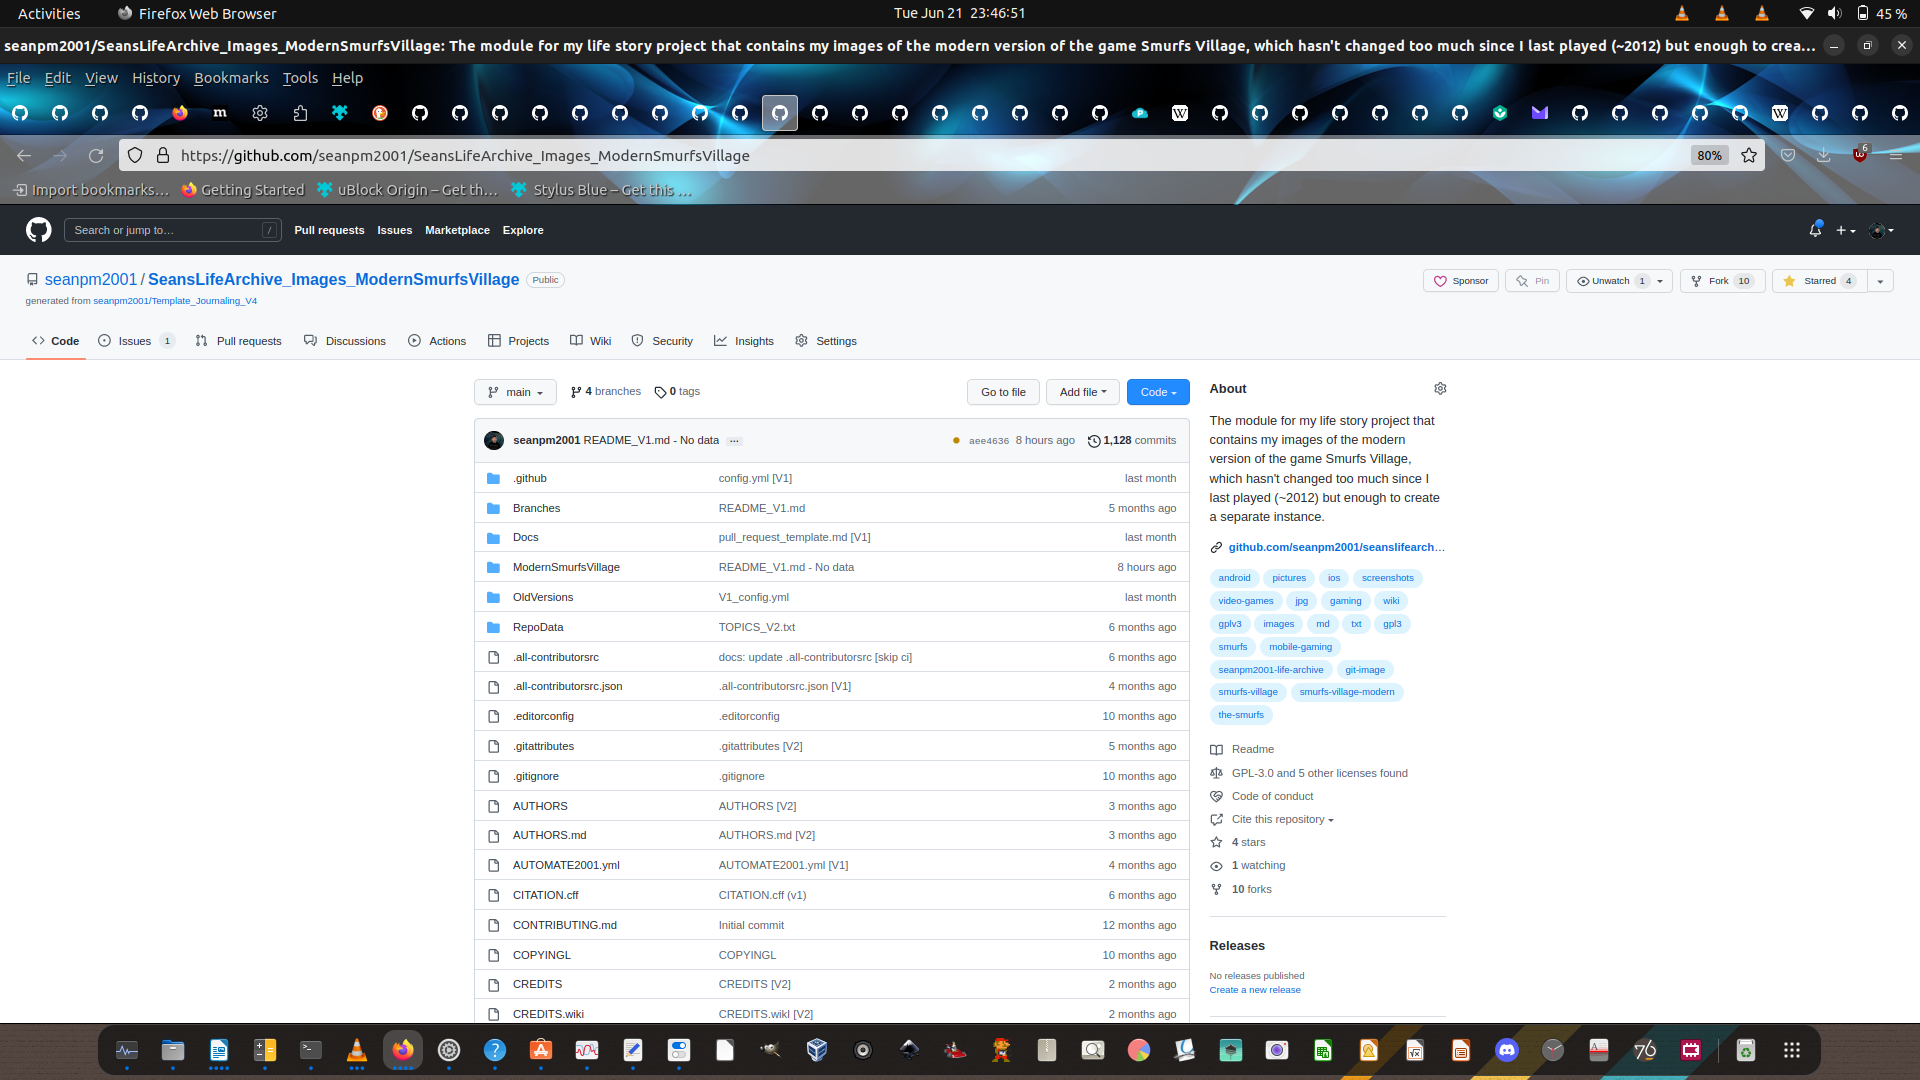 Activities
Firefox Web Browser
Tue Jun 21 23:46:51
45 %
seanpm2001/SeansLifeArchive_Images_ModernSmurfsVillage: The module for my life story project that contains my images of the modern version of the game Smurfs Village, which hasn't changed too much since I last played (~2012) but enough to crea…
File Edit View History Bookmarks Tools Help
https://github.com/seanpm2001/SeansLifeArchive_Images_ModernSmurfsVillage
80%
6
Import bookmarks… Getting Started uBlock Origin – Get th… Stylus Blue – Get this …
Search or jump to… /
Pull requests Issues Marketplace Explore
seanpm2001 / SeansLifeArchive_Images_ModernSmurfsVillage Public
Sponsor Pin Unwatch 1 Fork 10 Starred 4
generated from seanpm2001/Template_Journaling_V4
Code Issues 1 Pull requests Discussions Actions Projects Wiki Security Insights Settings
main 4 branches 0 tags Go to file Add file Code
seanpm2001 README_V1.md - No data ... aee4636 8 hours ago 1,128 commits
.github config.yml [V1] last month
Branches README_V1.md 5 months ago
Docs pull_request_template.md [V1] last month
ModernSmurfsVillage README_V1.md - No data 8 hours ago
OldVersions V1_config.yml last month
RepoData TOPICS_V2.txt 6 months ago
.all-contributorsrc docs: update .all-contributorsrc [skip ci] 6 months ago
.all-contributorsrc.json .all-contributorsrc.json [V1] 4 months ago
.editorconfig .editorconfig 10 months ago
.gitattributes .gitattributes [V2] 5 months ago
.gitignore .gitignore 10 months ago
AUTHORS AUTHORS [V2] 3 months ago
AUTHORS.md AUTHORS.md [V2] 3 months ago
AUTOMATE2001.yml AUTOMATE2001.yml [V1] 4 months ago
CITATION.cff CITATION.cff (v1) 6 months ago
CONTRIBUTING.md Initial commit 12 months ago
COPYINGL COPYINGL 10 months ago
CREDITS CREDITS [V2] 2 months ago
CREDITS.wiki CREDITS.wikI [V2] 2 months ago
About
The module for my life story project that
contains my images of the modern
version of the game Smurfs Village,
which hasn't changed too much since I
last played (~2012) but enough to create
a separate instance.
github.com/seanpm2001/seanslifearch…
android pictures ios screenshots
video-games jpg gaming wiki
gplv3 images md txt gpl3
smurfs mobile-gaming
seanpm2001-life-archive git-image
smurfs-village smurfs-village-modern
the-smurfs
Readme
GPL-3.0 and 5 other licenses found
Code of conduct
Cite this repository
4 stars
1 watching
10 forks
Releases
No releases published
Create a new release